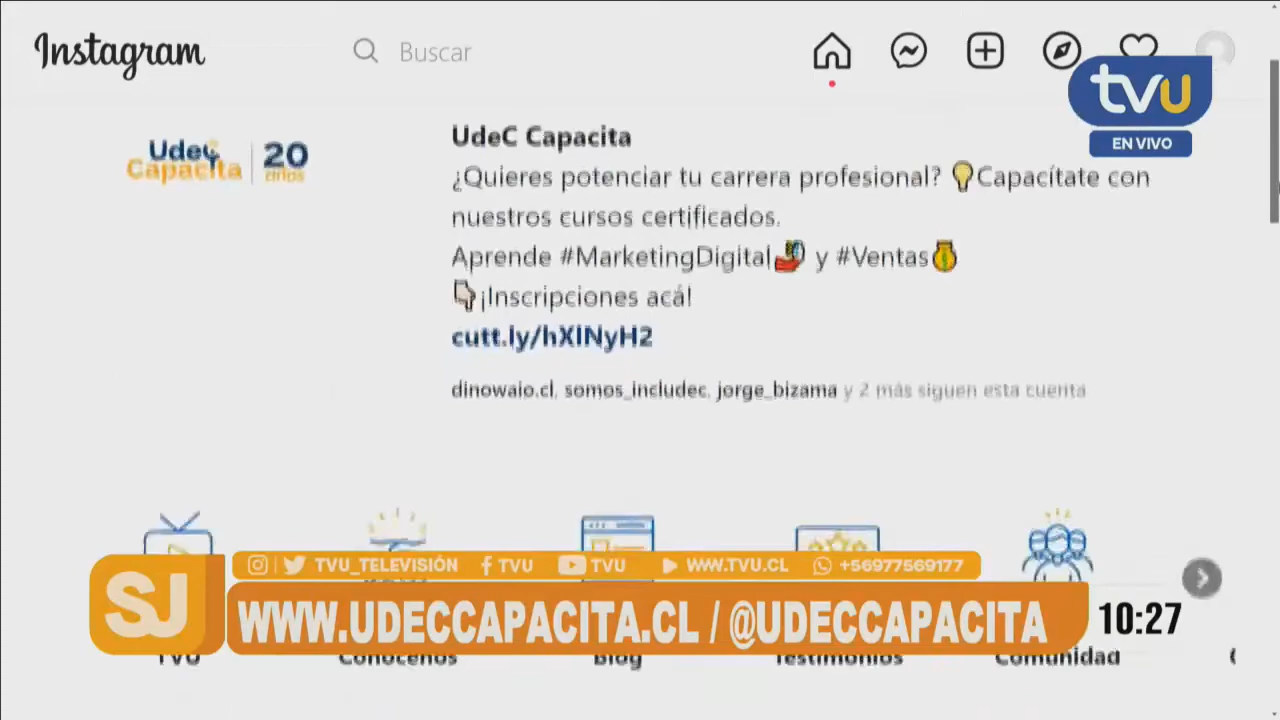 Instagram
Buscar
tvu
EN VIVO
UdeC Capacita
20 años
UdeC Capacita
¿Quieres potenciar tu carrera profesional? 💡Capacítate con
nuestros cursos certificados.
Aprende #MarketingDigital🤳 y #Ventas💰
👇¡Inscripciones acá!
cutt.ly/hXlNyH2
dinowaio.cl, somos_includec, jorge_bizama y 2 más siguen esta cuenta
TVU_TELEVISIÓN
TVU
TVU
WWW.TVU.CL
+56977569177
SJ
WWW.UDECCAPACITA.CL / @UDECCAPACITA
10:27
TVU
Conócenos
Blog
Testimonios
Comunidad